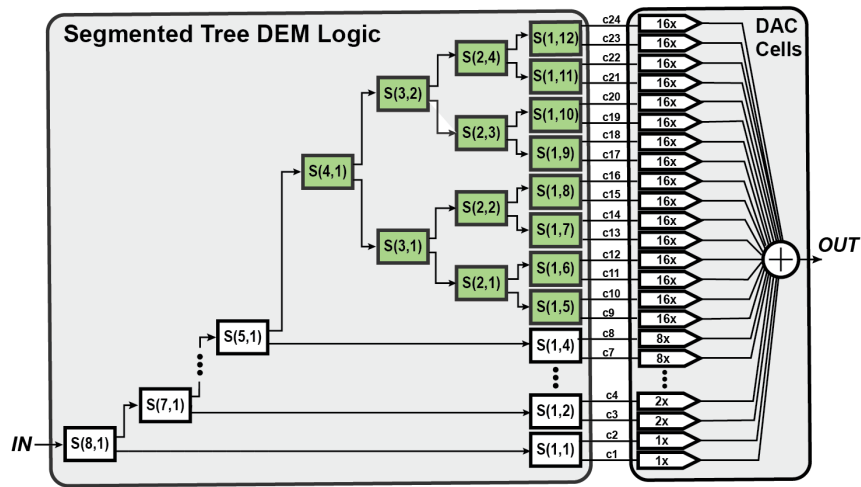 Segmented Tree DEM Logic
DAC
Cells
S(1,12)
S(2,4)
S(1,11)
S(3,2)
S(1,10)
S(2,3)
S(1,9)
S(4,1)
S(1,8)
S(2,2)
S(1,7)
S(3,1)
S(1,6)
S(2,1)
S(1,5)
S(5,1)
S(1,4)
S(7,1)
S(1,2)
IN
S(8,1)
S(1,1)
c24 16x
c23 16x
c22 16x
c21 16x
c20 16x
c19 16x
c18 16x
c17 16x
c16 16x
c15 16x
c14 16x
c13 16x
c12 16x
c11 16x
c10 16x
c9 16x
c8 8x
c7 8x
c4 2x
c3 2x
c2 1x
c1 1x
OUT